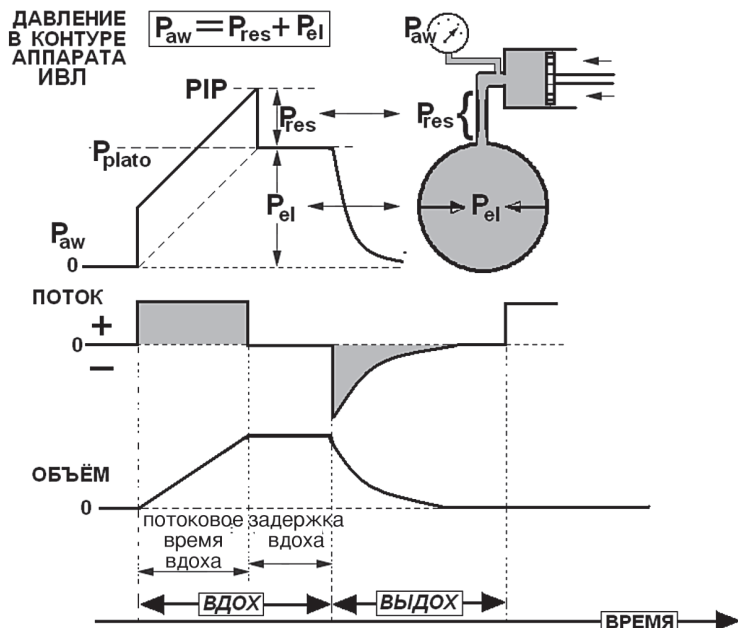 ДАВЛЕНИЕ
В КОНТУРЕ
АППАРАТА
ИВЛ
Paw = Pres + Pel
Paw
PIP
Pres
Pres {
Pplato
Pel
Pel
Paw
0
ПОТОК
+
0
−
ОБЪЁМ
0
потоковое задержка
время вдоха
вдоха
ВДОХ
ВЫДОХ
ВРЕМЯ